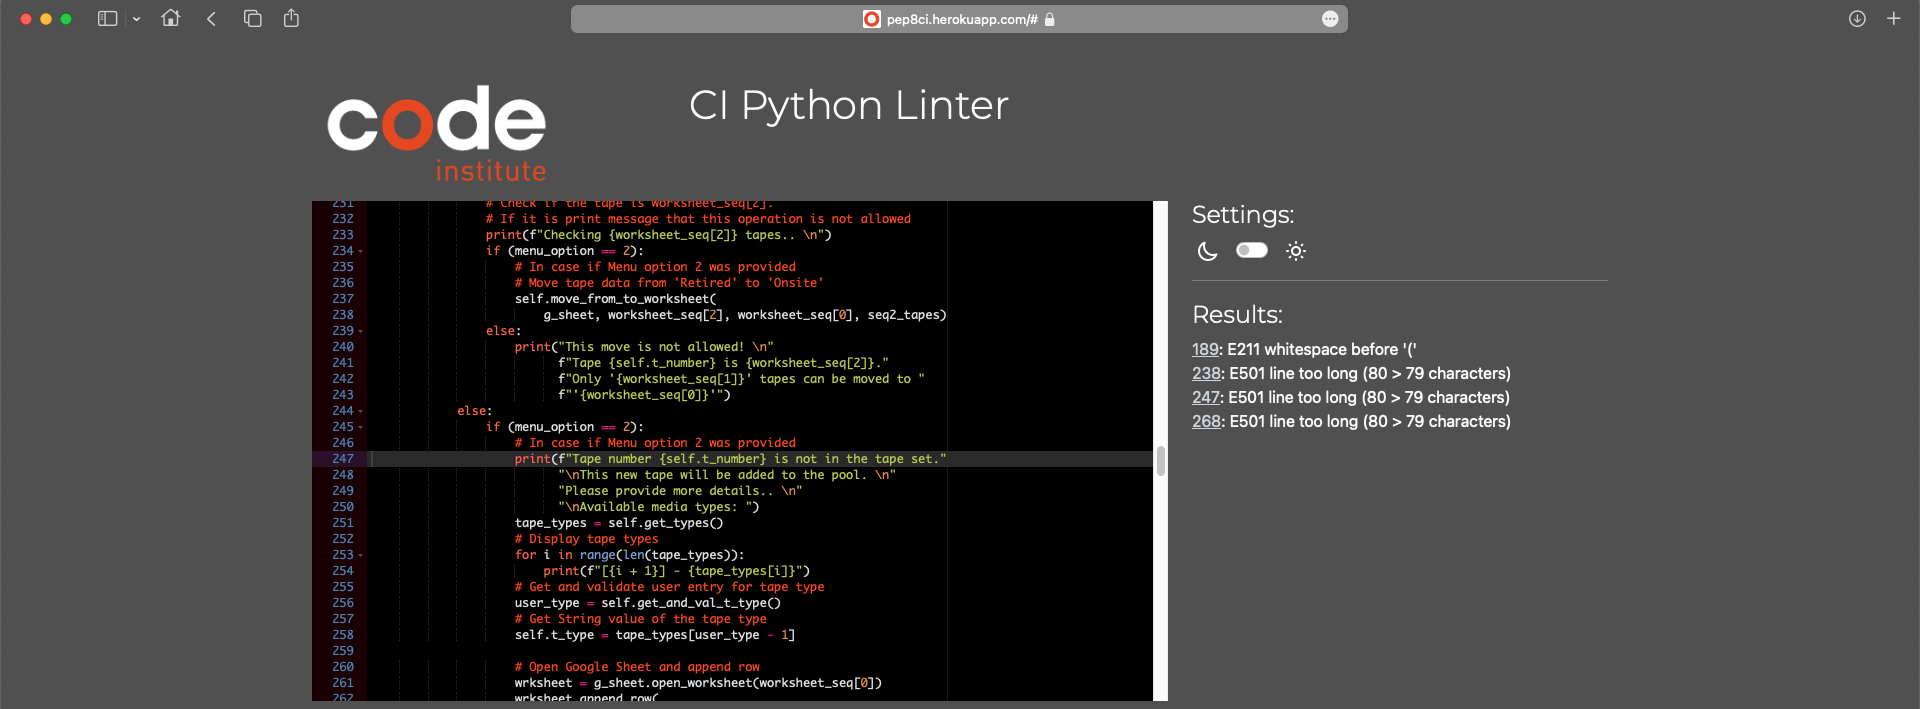 pep8ci.herokuapp.com/#
code
institute
CI Python Linter
231 # Check if the tape is worksheet_seq[2].
232 # If it is print message that this operation is not allowed
233 print(f"Checking {worksheet_seq[2]} tapes.. \n")
234 if (menu_option == 2):
235 # In case if Menu option 2 was provided
236 # Move tape data from 'Retired' to 'Onsite'
237 self.move_from_to_worksheet(
238 g_sheet, worksheet_seq[2], worksheet_seq[0], seq2_tapes)
239 else:
240 print("This move is not allowed! \n"
241 f"Tape {self.t_number} is {worksheet_seq[2]}."
242 f"Only '{worksheet_seq[1]}' tapes can be moved to "
243 f"'{worksheet_seq[0]}'")
244 else:
245 if (menu_option == 2):
246 # In case if Menu option 2 was provided
247 print(f"Tape number {self.t_number} is not in the tape set."
248 "\nThis new tape will be added to the pool. \n"
249 "Please provide more details.. \n"
250 "\nAvailable media types: ")
251 tape_types = self.get_types()
252 # Display tape types
253 for i in range(len(tape_types)):
254 print(f"[{i + 1}] - {tape_types[i]}")
255 # Get and validate user entry for tape type
256 user_type = self.get_and_val_t_type()
257 # Get String value of the tape type
258 self.t_type = tape_types[user_type - 1]
259
260 # Open Google Sheet and append row
261 wrksheet = g_sheet.open_worksheet(worksheet_seq[0])
262 wrksheet.append_row(
Settings:
Results:
189: E211 whitespace before '('
238: E501 line too long (80 > 79 characters)
247: E501 line too long (80 > 79 characters)
268: E501 line too long (80 > 79 characters)